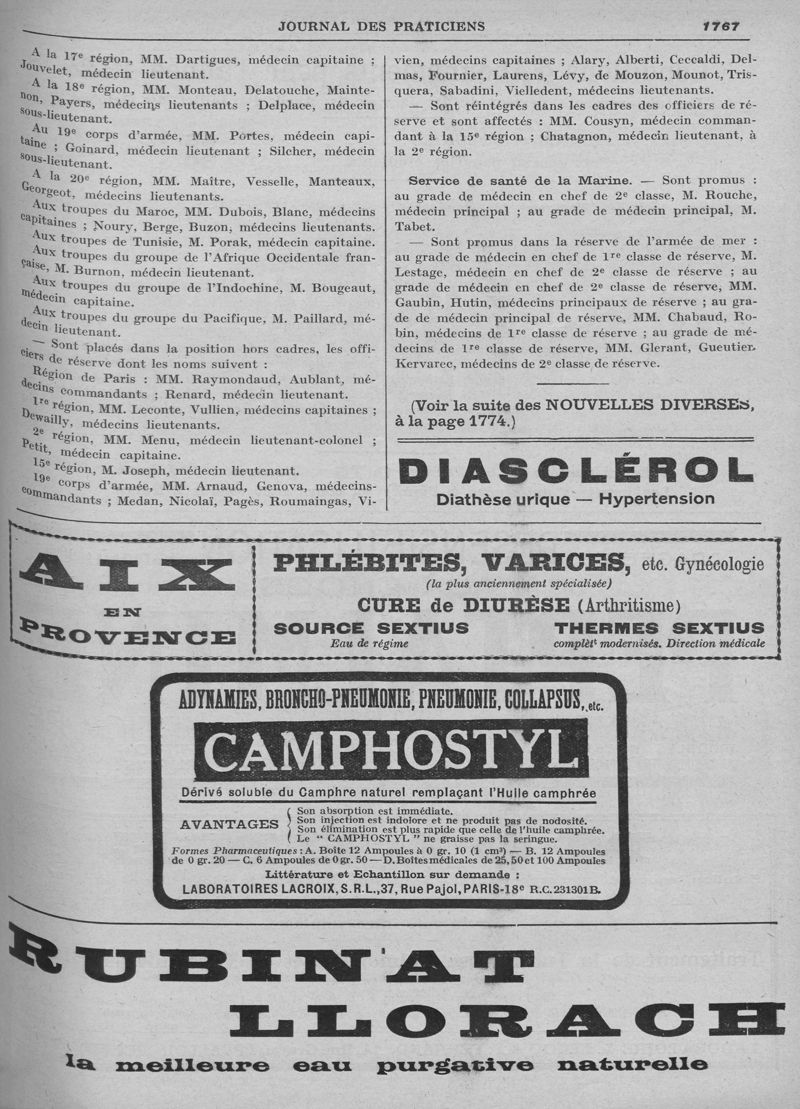 JOURNAL DES PRATICIENS 1767
A la 17e région, MM. Dartigues, médecin capitaine ;
Jouvelet, médecin lieutenant.
A la 18e région, MM. Monteau, Delatouche, Mainte-
non, Payers, médecins lieutenants ; Delplace, médecin
sous-lieutenant.
Au 19e corps d'armée, MM. Portes, médecin capi-
taine ; Goinard, médecin lieutenant ; Silcher, médecin
sous-lieutenant.
A la 20e région, MM. Maître, Vesselle, Manteaux,
Georgeot, médecins lieutenants.
Aux troupes du Maroc, MM. Dubois, Blanc, médecins
capitaines ; Noury, Berge, Buzon, médecins lieutenants.
Aux troupes de Tunisie, M. Porak, médecin capitaine.
Aux troupes du groupe de l'Afrique Occidentale fran-
çaise, M. Burnon, médecin lieutenant.
Aux troupes du groupe de l'Indochine, M. Bougeaut,
médecin capitaine.
Aux troupes du groupe du Pacifique, M. Paillard, mé-
decin lieutenant.
— Sont placés dans la position hors cadres, les offi-
ciers de réserve dont les noms suivent :
Région de Paris : MM. Raymondaud, Aublant, mé-
decins commandants ; Renard, médecin lieutenant.
1re région, MM. Leconte, Vullien, médecins capitaines ;
Dewailly, médecins lieutenants.
2e région, MM. Menu, médecin lieutenant-colonel ;
Petit, médecin capitaine.
15e région, M. Joseph, médecin lieutenant.
19e corps d'armée, MM. Arnaud, Genova, médecins-
commandants ; Medan, Nicolaï, Pagès, Roumaingas, Vi-
vien, médecins capitaines ; Alary, Alberti, Ceccaldi, Del-
mas, Fournier, Laurens, Lévy, de Mouzon, Mounot, Tris-
quera, Sabadini, Vielledent, médecins lieutenants.
— Sont réintégrés dans les cadres des officiers de ré-
serve et sont affectés : MM. Cousyn, médecin comman-
dant à la 15e région ; Chatagnon, médecin lieutenant, à
la 2e région.
Service de santé de la Marine. — Sont promus :
au grade de médecin en chef de 2e classe, M. Rouche,
médecin principal ; au grade de médecin principal, M.
Tabet.
— Sont promus dans la réserve de l'armée de mer :
au grade de médecin en chef de 1re classe de réserve, M.
Lestage, médecin en chef de 2e classe de réserve ; au
grade de médecin en chef de 2e classe de réserve, MM.
Gaubin, Hutin, médecins principaux de réserve ; au gra-
de de médecin principal de réserve, MM. Chabaud, Ro-
bin, médecins de 1re classe de réserve ; au grade de mé-
decins de 1re classe de réserve, MM. Glerant, Gueutier,
Kervarec, médecins de 2e classe de réserve.
(Voir la suite des NOUVELLES DIVERSES,
à la page 1774.)
DIASCLÉROL
Diathèse urique — Hypertension
AIX
EN
PROVENCE
PHLÉBITES, VARICES, etc. Gynécologie
(la plus anciennement spécialisée)
CURE de DIURÈSE (Arthritisme)
SOURCE SEXTIUS THERMES SEXTIUS
Eau de régime complètt modernisés. Direction médicale
ADYNAMIES, BRONCHO-PNEUMONIE, PNEUMONIE, COLLAPSUS, etc.
CAMPHOSTYL
Dérivé soluble du Camphre naturel remplaçant l'Huile camphrée
AVANTAGES
Son absorption est immédiate.
Son injection est indolore et ne produit pas de nodosité.
Son élimination est plus rapide que celle de l'huile camphrée.
Le " CAMPHOSTYL " ne graisse pas la seringue.
Formes Pharmaceutiques : A. Boîte 12 Ampoules à 0 gr. 10 (1 cm³) — B. 12 Ampoules
de 0 gr. 20 — C. 6 Ampoules de 0 gr. 50 — D. Boîtes médicales de 25, 50 et 100 Ampoules
Littérature et Echantillon sur demande :
LABORATOIRES LACROIX, S.R.L., 37, Rue Pajol, PARIS-18e R.C. 231301 B.
RUBINAT
LLORACH
la meilleure eau purgative naturelle